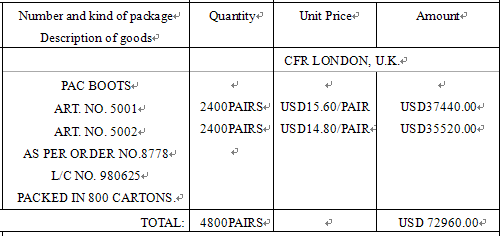 Number and kind of package Quantity Unit Price Amount
Description of goods
CFR LONDON, U.K.
PAC BOOTS
ART. NO. 5001 2400PAIRS USD15.60/PAIR USD37440.00
ART. NO. 5002 2400PAIRS USD14.80/PAIR USD35520.00
AS PER ORDER NO.8778
L/C NO. 980625
PACKED IN 800 CARTONS.
TOTAL: 4800PAIRS USD 72960.00